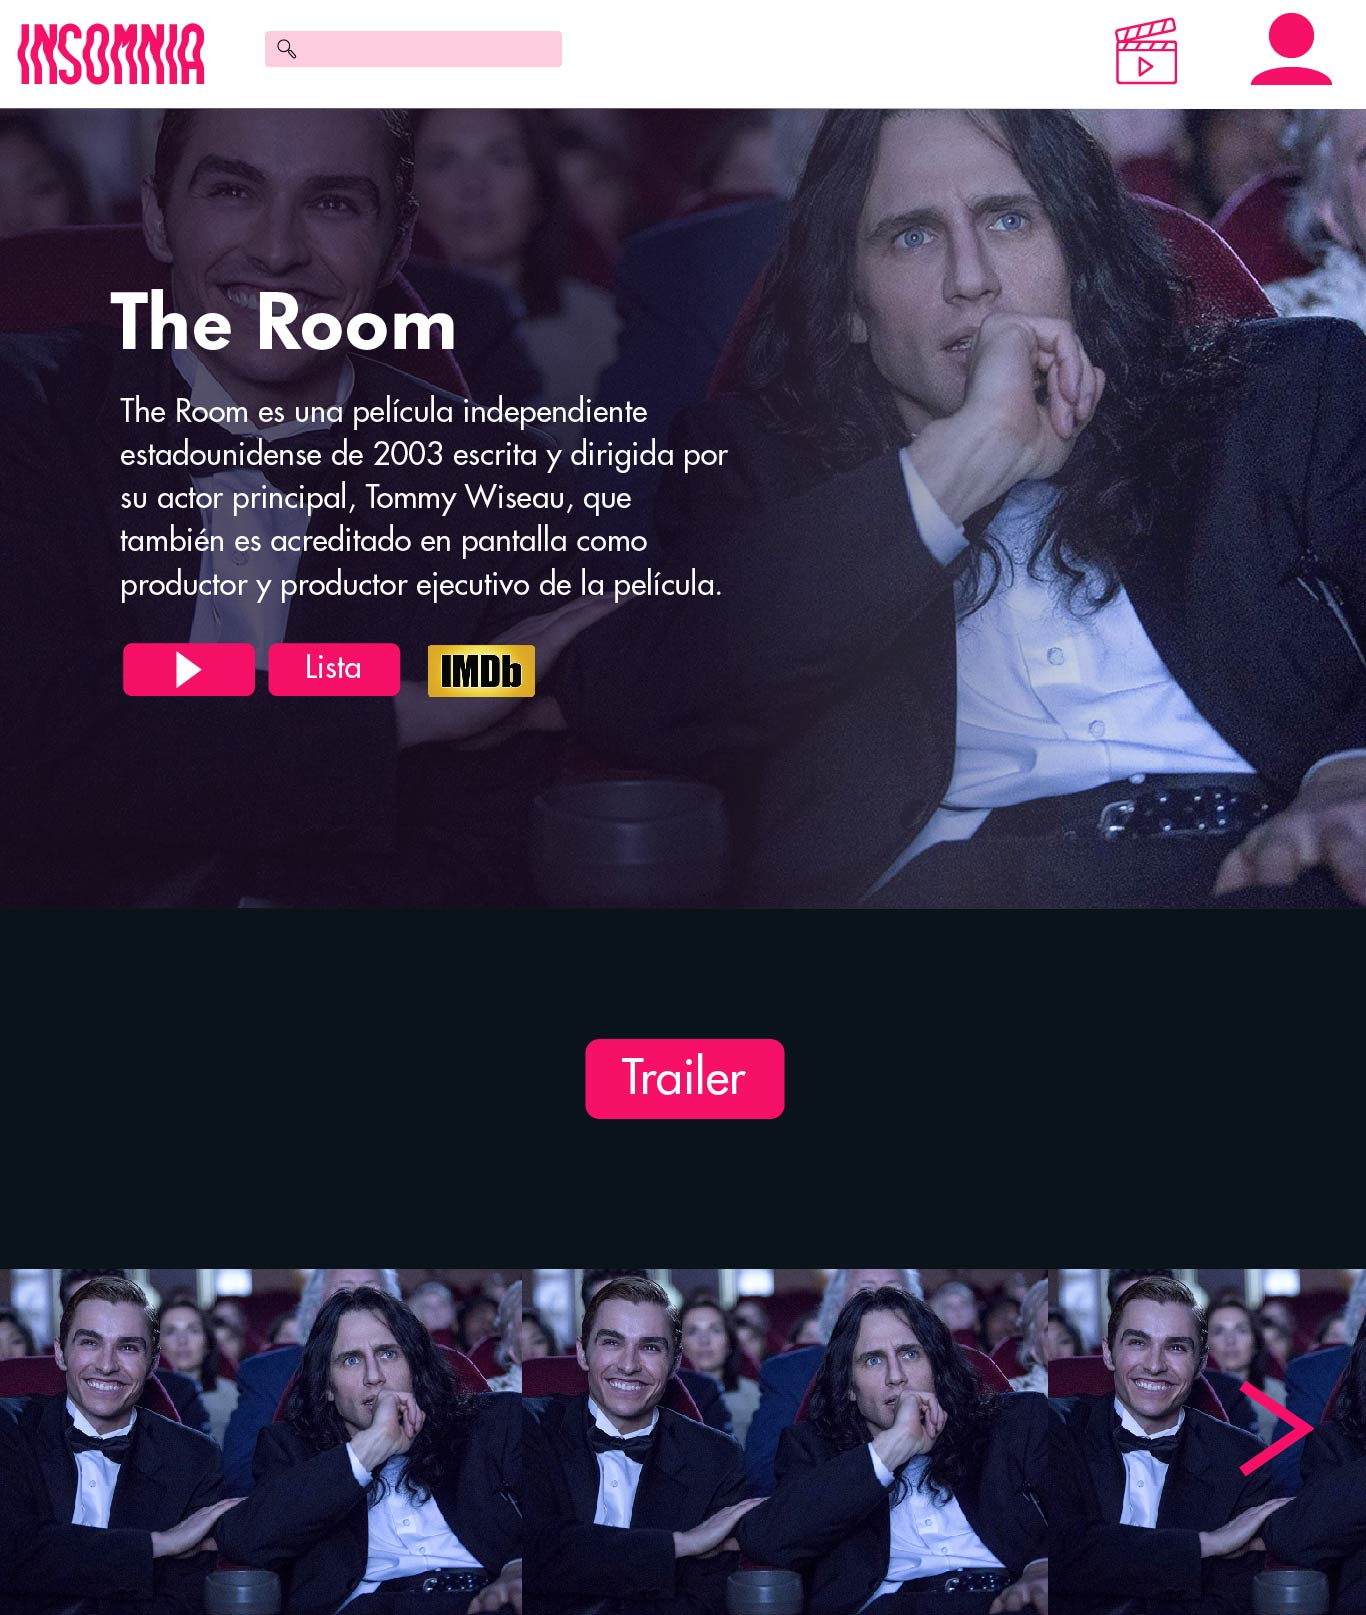 INSOMNIA
The Room
The Room es una película independiente
estadounidense de 2003 escrita y dirigida por
su actor principal, Tommy Wiseau, que
también es acreditado en pantalla como
productor y productor ejecutivo de la película.
Lista
IMDb
Trailer